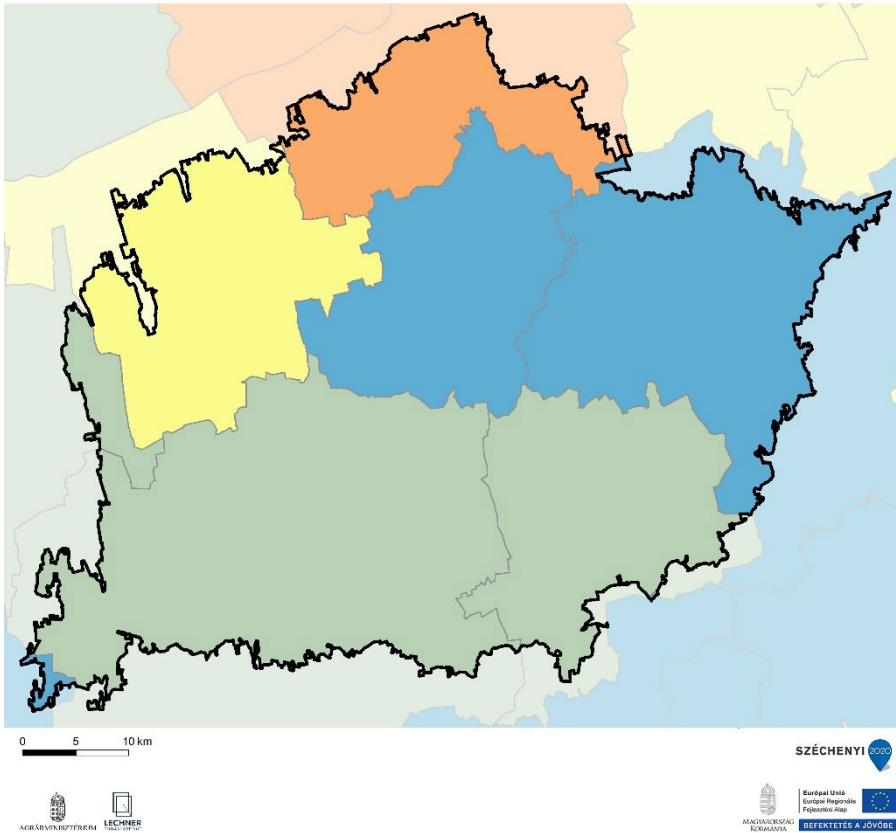 0 5 10 km
SZÉCHENYI 2020
AGRÁRMINISZTÉRIUM
LECHNER
MAGYARORSZÁG
KORMÁNYA
Európai Unió
Európai Regionális
Fejlesztési Alap
BEFEKTETÉS A JÖVŐBE